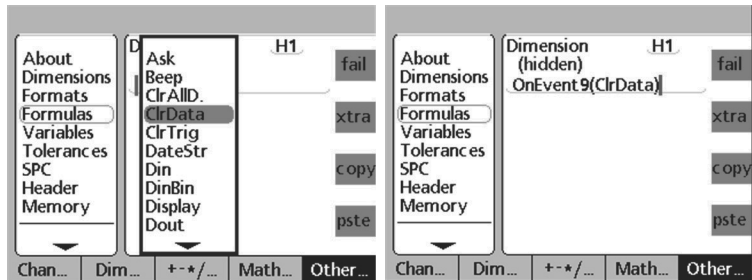 About
Dimensions
Formats
Formulas
Variables
Tolerances
SPC
Header
Memory
D
H1
Ask
Beep
ClrAllD.
ClrData
ClrTrig
DateStr
Din
DinBin
Display
Dout
fail
xtra
copy
pste
Chan... Dim... +-*/... Math... Other...
About
Dimensions
Formats
Formulas
Variables
Tolerances
SPC
Header
Memory
Dimension H1
(hidden)
OnEvent9(ClrData)
fail
xtra
copy
pste
Chan... Dim... +-*/... Math... Other...